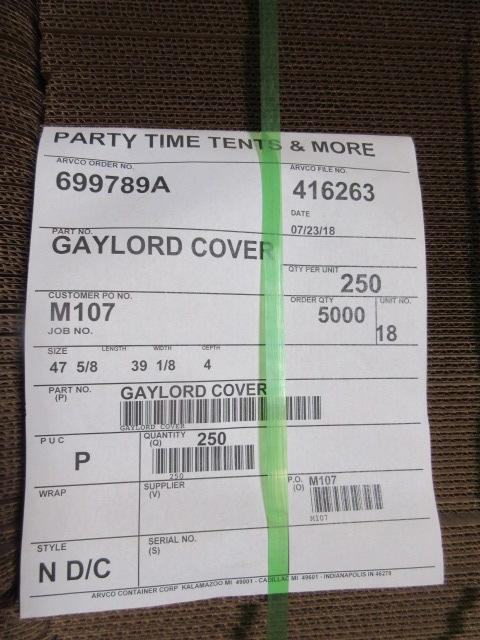 PARTY TIME TENTS & MORE
ARVCO ORDER NO.
699789A
ARVCO FILE NO.
416263
DATE
07/23/18
PART NO.
GAYLORD COVER
QTY PER UNIT
250
CUSTOMER PO NO.
M107
ORDER QTY
5000
UNIT NO.
18
JOB NO.
SIZE LENGTH WIDTH DEPTH
47 5/8 39 1/8 4
PART NO.
(P)
GAYLORD COVER
GAYLORD COVER
PUC
P
QUANTITY
(Q)
250
250
WRAP
SUPPLIER
(V)
P.O.
(O)
M107
M107
STYLE
N D/C
SERIAL NO.
(S)
ARVCO CONTAINER CORP KALAMAZOO MI 49001 - CADILLAC MI 49601 - INDIANAPOLIS IN 46278